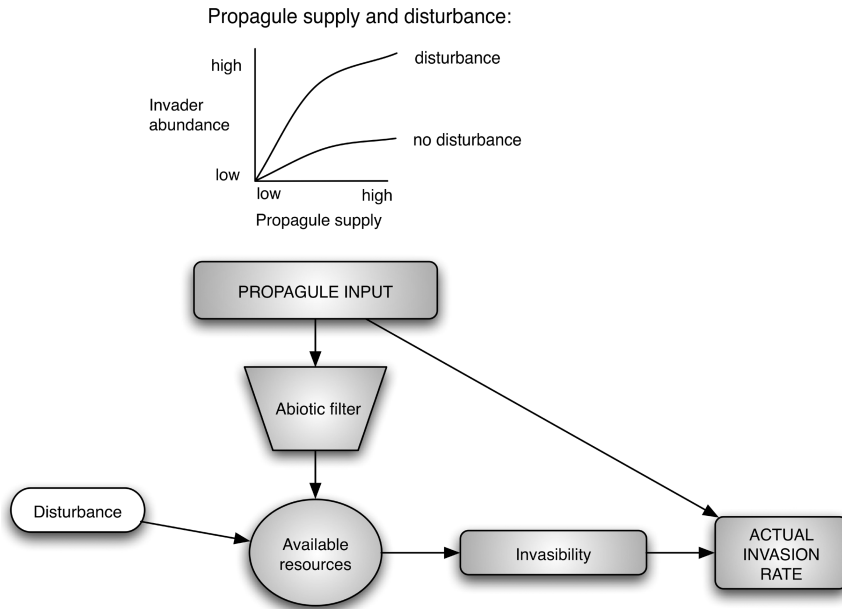 Propagule supply and disturbance:
high
disturbance
Invader
abundance
no disturbance
low
low
high
Propagule supply
PROPAGULE INPUT
Abiotic filter
Disturbance
Available
resources
Invasibility
ACTUAL
INVASION
RATE